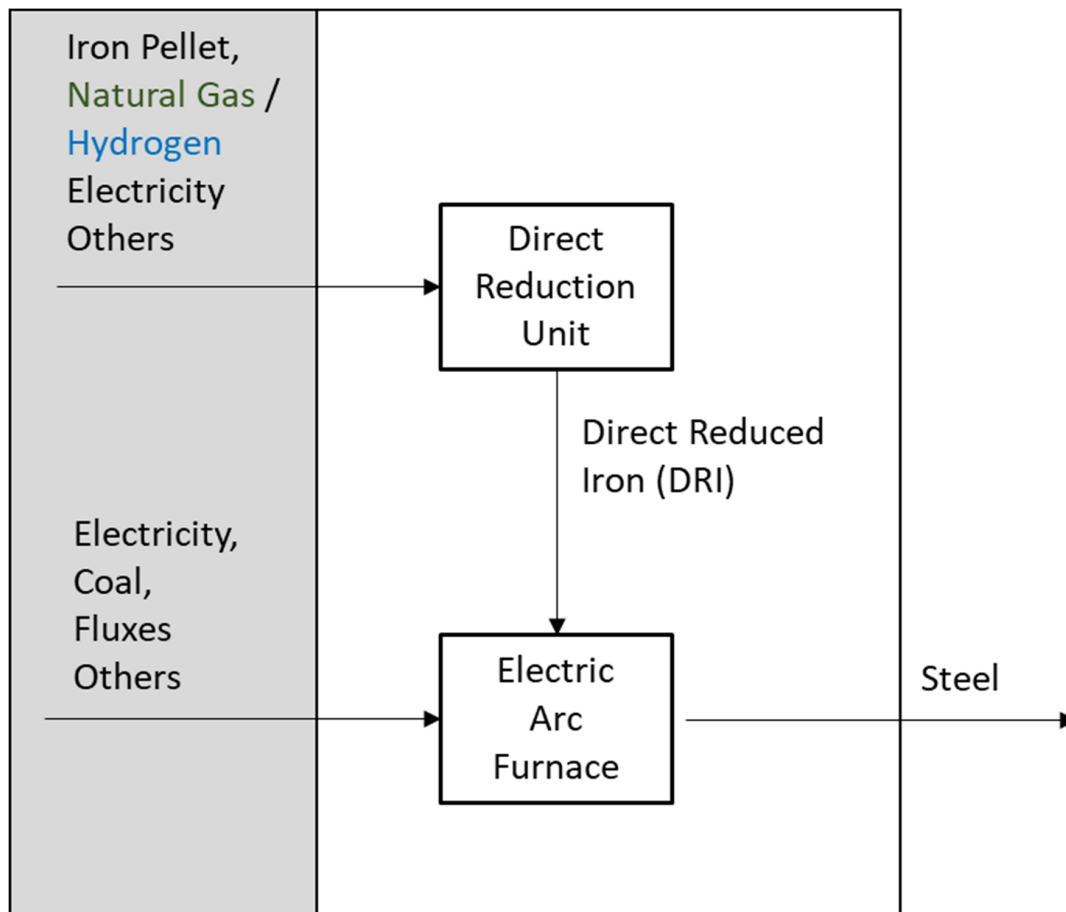 Iron Pellet,
Natural Gas /
Hydrogen
Electricity
Others
Direct
Reduction
Unit
Direct Reduced
Iron (DRI)
Electricity,
Coal,
Fluxes
Others
Electric
Arc
Furnace
Steel